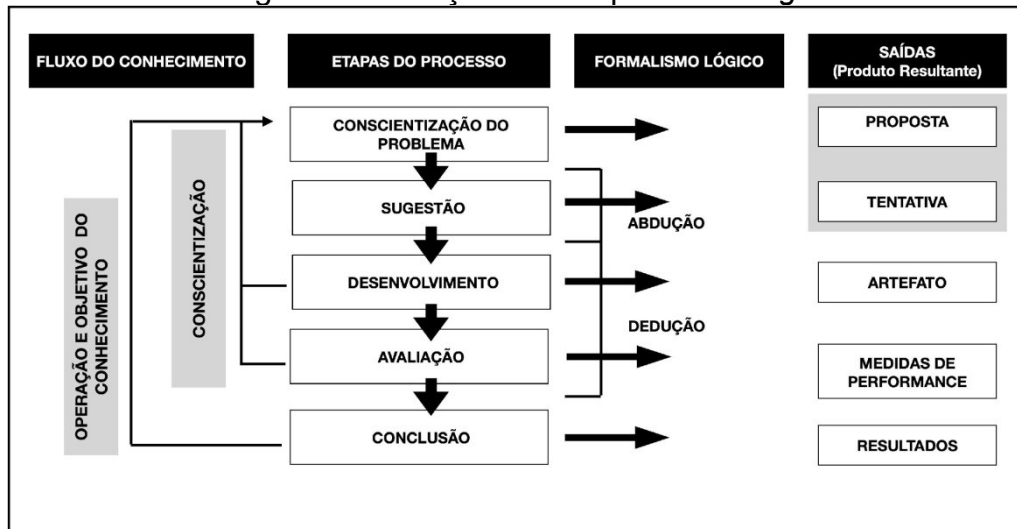 FLUXO DO CONHECIMENTO
ETAPAS DO PROCESSO
FORMALISMO LÓGICO
SAÍDAS
(Produto Resultante)
OPERAÇÃO E OBJETIVO DO
CONHECIMENTO
CONSCIENTIZAÇÃO
CONSCIENTIZAÇÃO DO
PROBLEMA
SUGESTÃO
DESENVOLVIMENTO
AVALIAÇÃO
CONCLUSÃO
ABDUÇÃO
DEDUÇÃO
PROPOSTA
TENTATIVA
ARTEFATO
MEDIDAS DE
PERFORMANCE
RESULTADOS